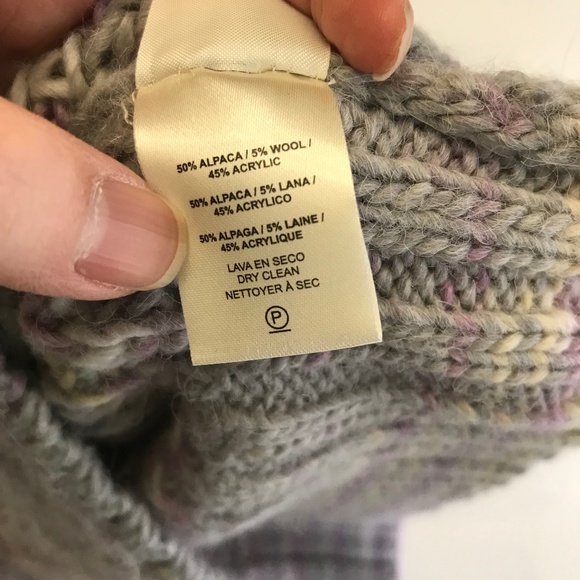 50% ALPACA / 5% WOOL /
45% ACRYLIC
50% ALPACA / 5% LANA /
45% ACRYLICO
50% ALPAGA / 5% LAINE /
45% ACRYLIQUE
LAVA EN SECO
DRY CLEAN
NETTOYER À SEC
P